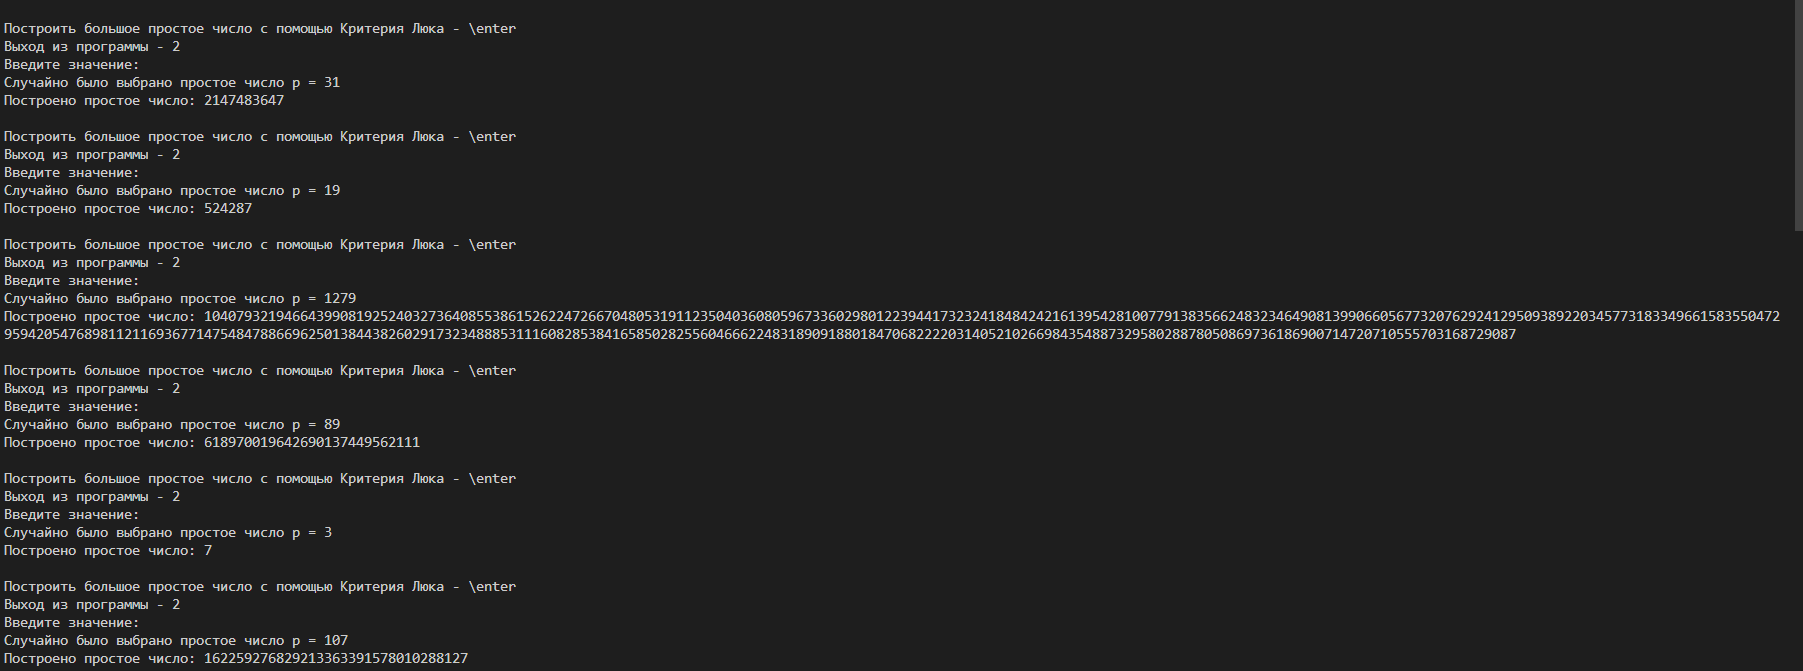 Построить большое простое число с помощью Критерия Люка - \enter
Выход из программы - 2
Введите значение:
Случайно было выбрано простое число p = 31
Построено простое число: 2147483647
Построить большое простое число с помощью Критерия Люка - \enter
Выход из программы - 2
Введите значение:
Случайно было выбрано простое число p = 19
Построено простое число: 524287
Построить большое простое число с помощью Критерия Люка - \enter
Выход из программы - 2
Введите значение:
Случайно было выбрано простое число p = 1279
Построено простое число: 10407932194664399081925240327364085538615262247266704805319112350403608059673360298012239441732324184842421613954281007791383566248323464908139906605677320762924129509389220345773183349661583550472
959420547689811211693677147548478866962501384438260291732348885311160828538416585028255604666224831890918801847068222203140521026698435488732958028878050869736186900714720710555703168729087
Построить большое простое число с помощью Критерия Люка - \enter
Выход из программы - 2
Введите значение:
Случайно было выбрано простое число p = 89
Построено простое число: 618970019642690137449562111
Построить большое простое число с помощью Критерия Люка - \enter
Выход из программы - 2
Введите значение:
Случайно было выбрано простое число p = 3
Построено простое число: 7
Построить большое простое число с помощью Критерия Люка - \enter
Выход из программы - 2
Введите значение:
Случайно было выбрано простое число p = 107
Построено простое число: 162259276829213363391578010288127